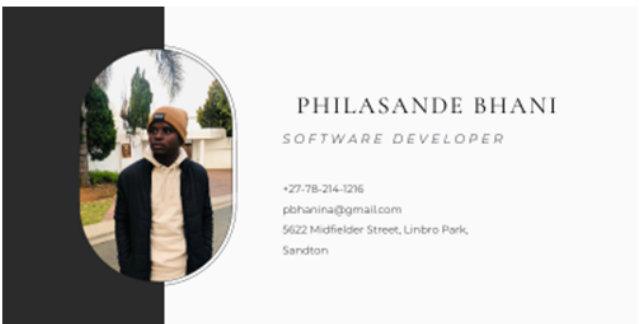 PHILASANDE BHANI
SOFTWARE DEVELOPER
+27-78-214-1216
pbhanina@gmail.com
5622 Midfielder Street, Linbro Park,
Sandton